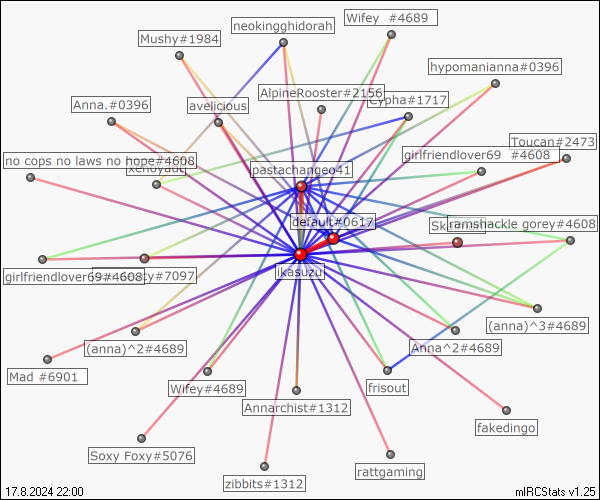 Wifey  #4689
neokingghidorah
Mushy#1984
hypomanianna#0396
AlpineRooster#2156
Cypha#1717
Anna.#0396
avelicious
Toucan#2473
girlfriendlover69  #4608
no cops no laws no hope#4608
pastachangeo41
default#0617
ramshackle gorey#4608
ikasuzu
girlfriendlover69#4608
#7097
(anna)^3#4689
(anna)^2#4689
Anna^2#4689
Mad #6901
Wifey#4689
frisout
Annarchist#1312
fakedingo
Soxy Foxy#5076
rattgaming
zibbits#1312
17.8.2024 22:00
mIRCStats v1.25